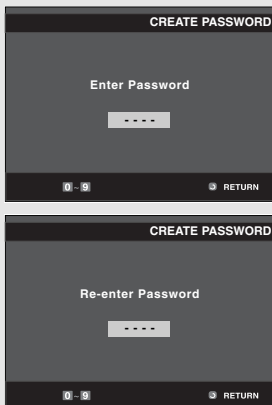 CREATE PASSWORD
Enter Password
- - - -
0 ~ 9 RETURN
CREATE PASSWORD
Re-enter Password
- - - -
0 ~ 9 RETURN